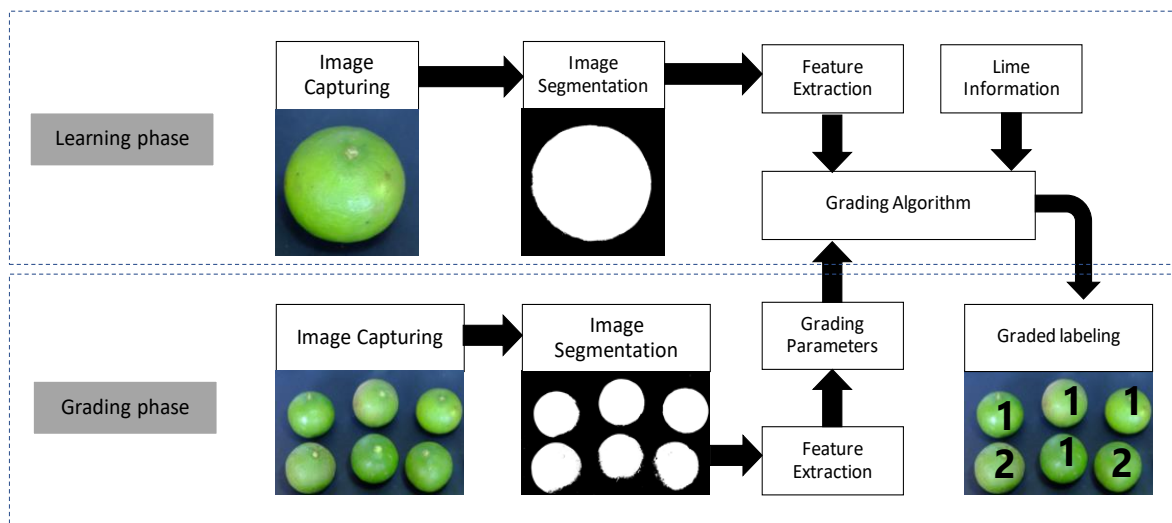 Learning phase
Image
Capturing
Image
Segmentation
Feature
Extraction
Lime
Information
Grading Algorithm
Grading phase
Image Capturing
Image
Segmentation
Grading
Parameters
Feature
Extraction
Graded labeling
1 1 1
2 1 2